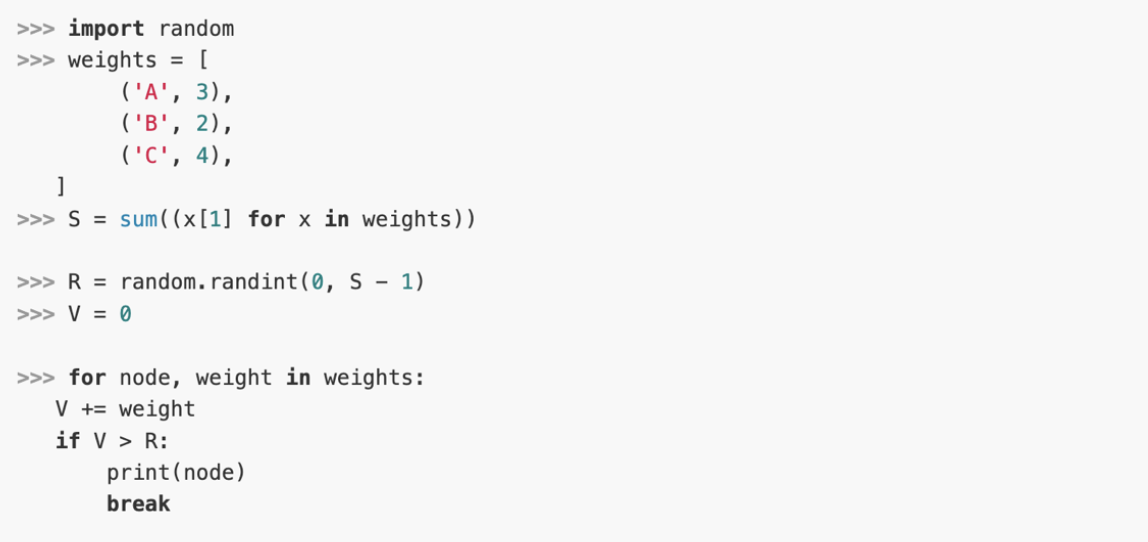 >>> import random
>>> weights = [
        ('A', 3),
        ('B', 2),
        ('C', 4),
   ]
>>> S = sum((x[1] for x in weights))

>>> R = random.randint(0, S - 1)
>>> V = 0

>>> for node, weight in weights:
   V += weight
   if V > R:
       print(node)
       break